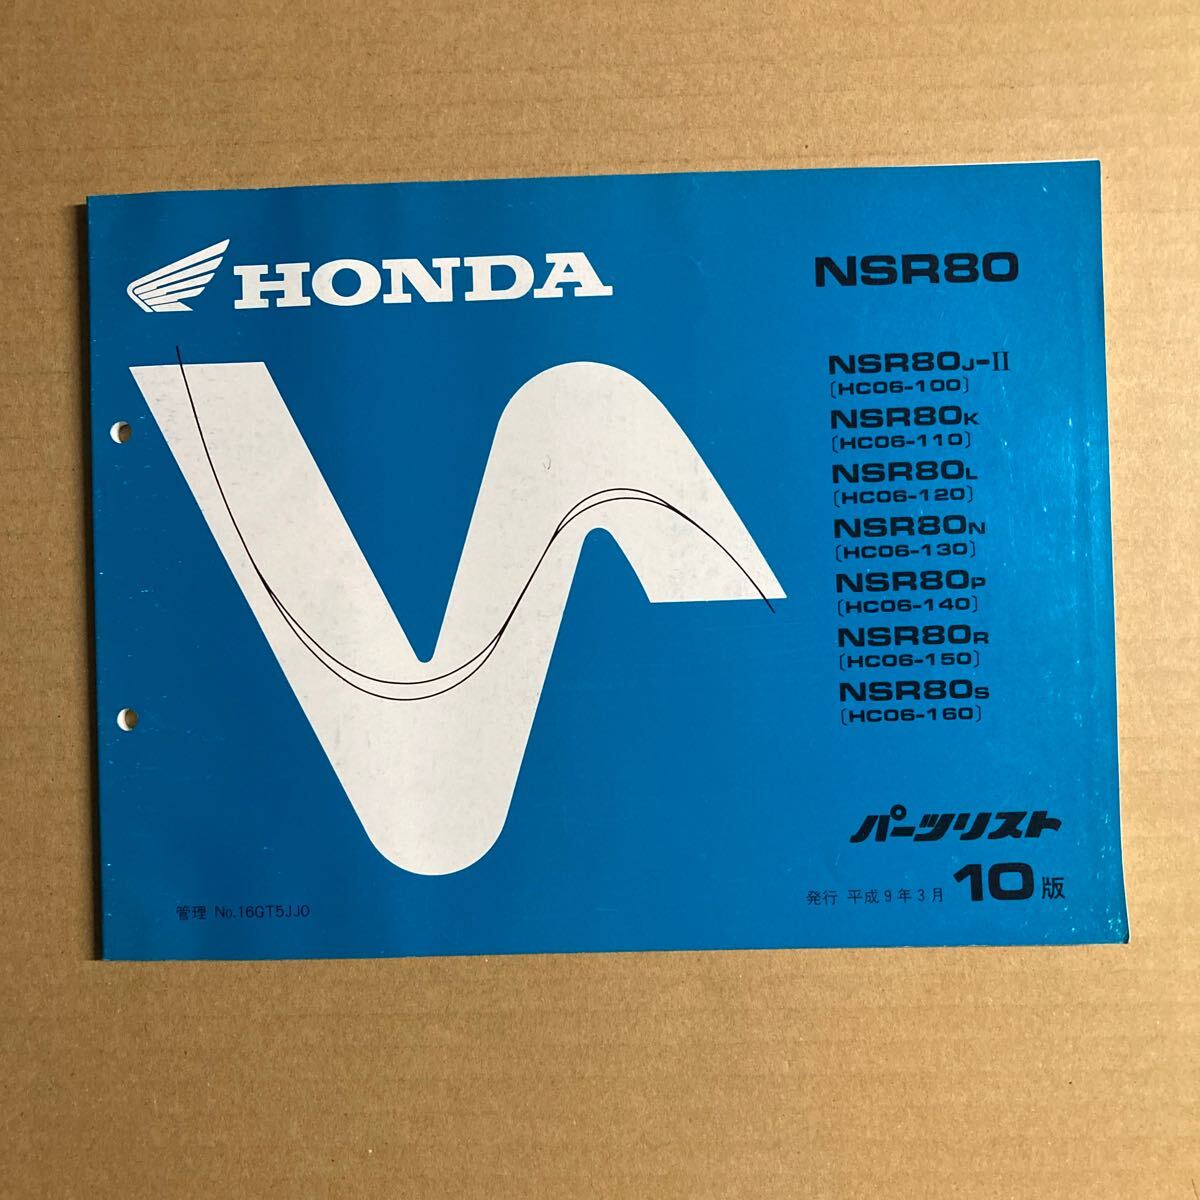 HONDA
NSR80
NSR80J-II
[HC06-100]
NSR80K
[HC06-110]
NSR80L
[HC06-120]
NSR80N
[HC06-130]
NSR80P
[HC06-140]
NSR80R
[HC06-150]
NSR80S
[HC06-160]
パーツリスト
発行 平成9年3月 10版
管理 No.16GT5JJ0